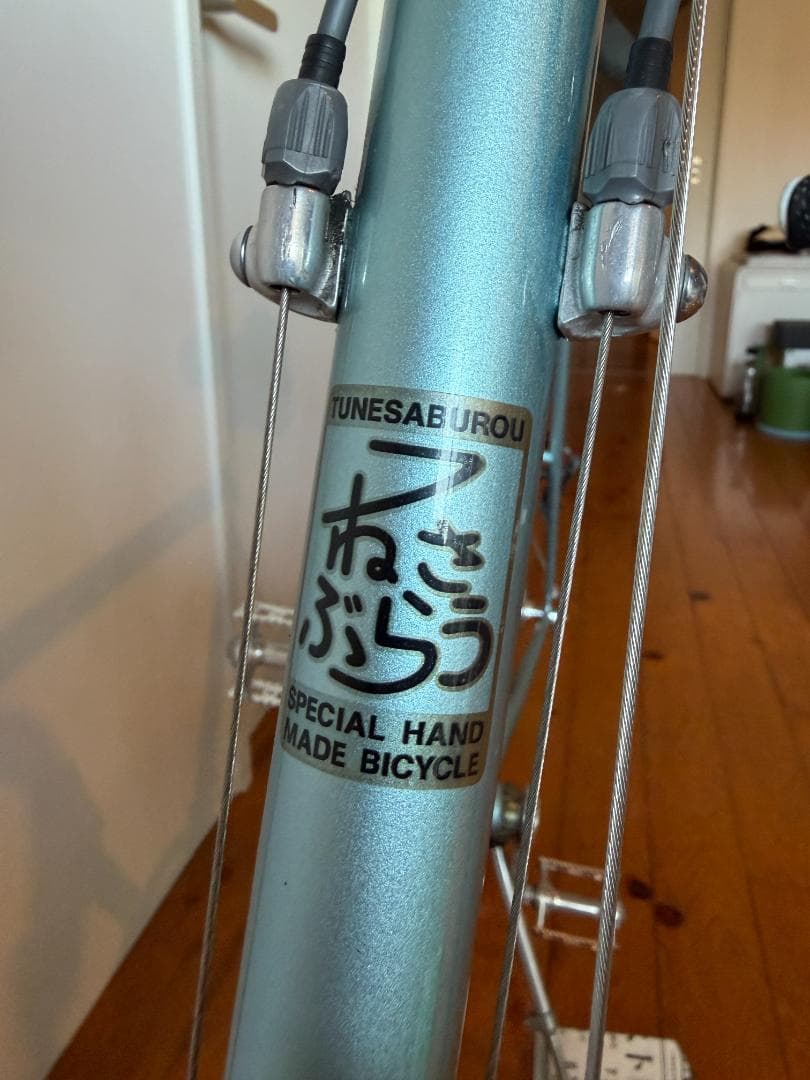 TUNESABUROU
つねさ
ぶろう
SPECIAL HAND
MADE BICYCLE